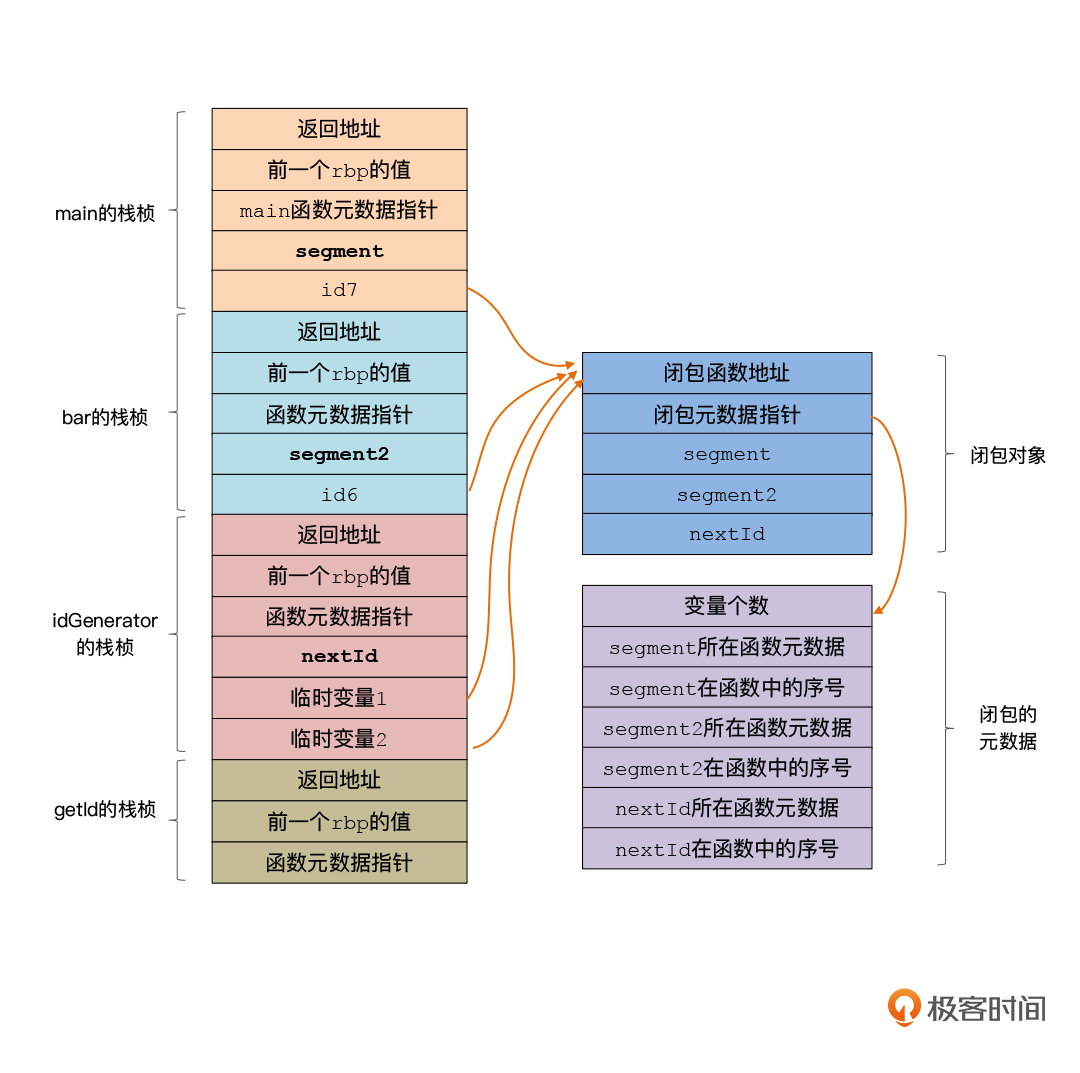 main的栈桢
返回地址
前一个rbp的值
main函数元数据指针
segment
id7
bar的栈桢
返回地址
前一个rbp的值
函数元数据指针
segment2
id6
idGenerator
的栈桢
返回地址
前一个rbp的值
函数元数据指针
nextId
临时变量1
临时变量2
getId的栈桢
返回地址
前一个rbp的值
函数元数据指针
闭包函数地址
闭包元数据指针
segment
segment2
nextId
闭包对象
变量个数
segment所在函数元数据
segment在函数中的序号
segment2所在函数元数据
segment2在函数中的序号
nextId所在函数元数据
nextId在函数中的序号
闭包的
元数据
极客时间